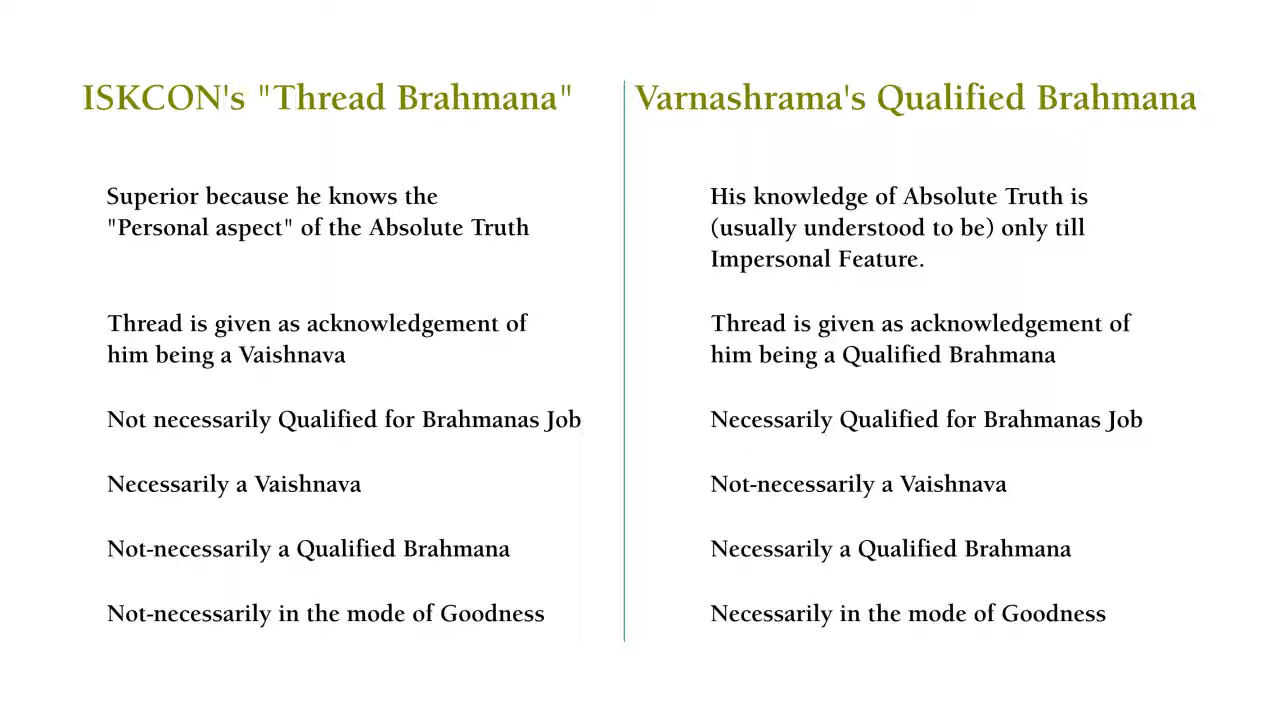 ISKCON's "Thread Brahmana"
Superior because he knows the
"Personal aspect" of the Absolute Truth
Thread is given as acknowledgement of
him being a Vaishnava
Not necessarily Qualified for Brahmanas Job
Necessarily a Vaishnava
Not-necessarily a Qualified Brahmana
Not-necessarily in the mode of Goodness
Varnashrama's Qualified Brahmana
His knowledge of Absolute Truth is
(usually understood to be) only till
Impersonal Feature.
Thread is given as acknowledgement of
him being a Qualified Brahmana
Necessarily Qualified for Brahmanas Job
Not-necessarily a Vaishnava
Necessarily a Qualified Brahmana
Necessarily in the mode of Goodness